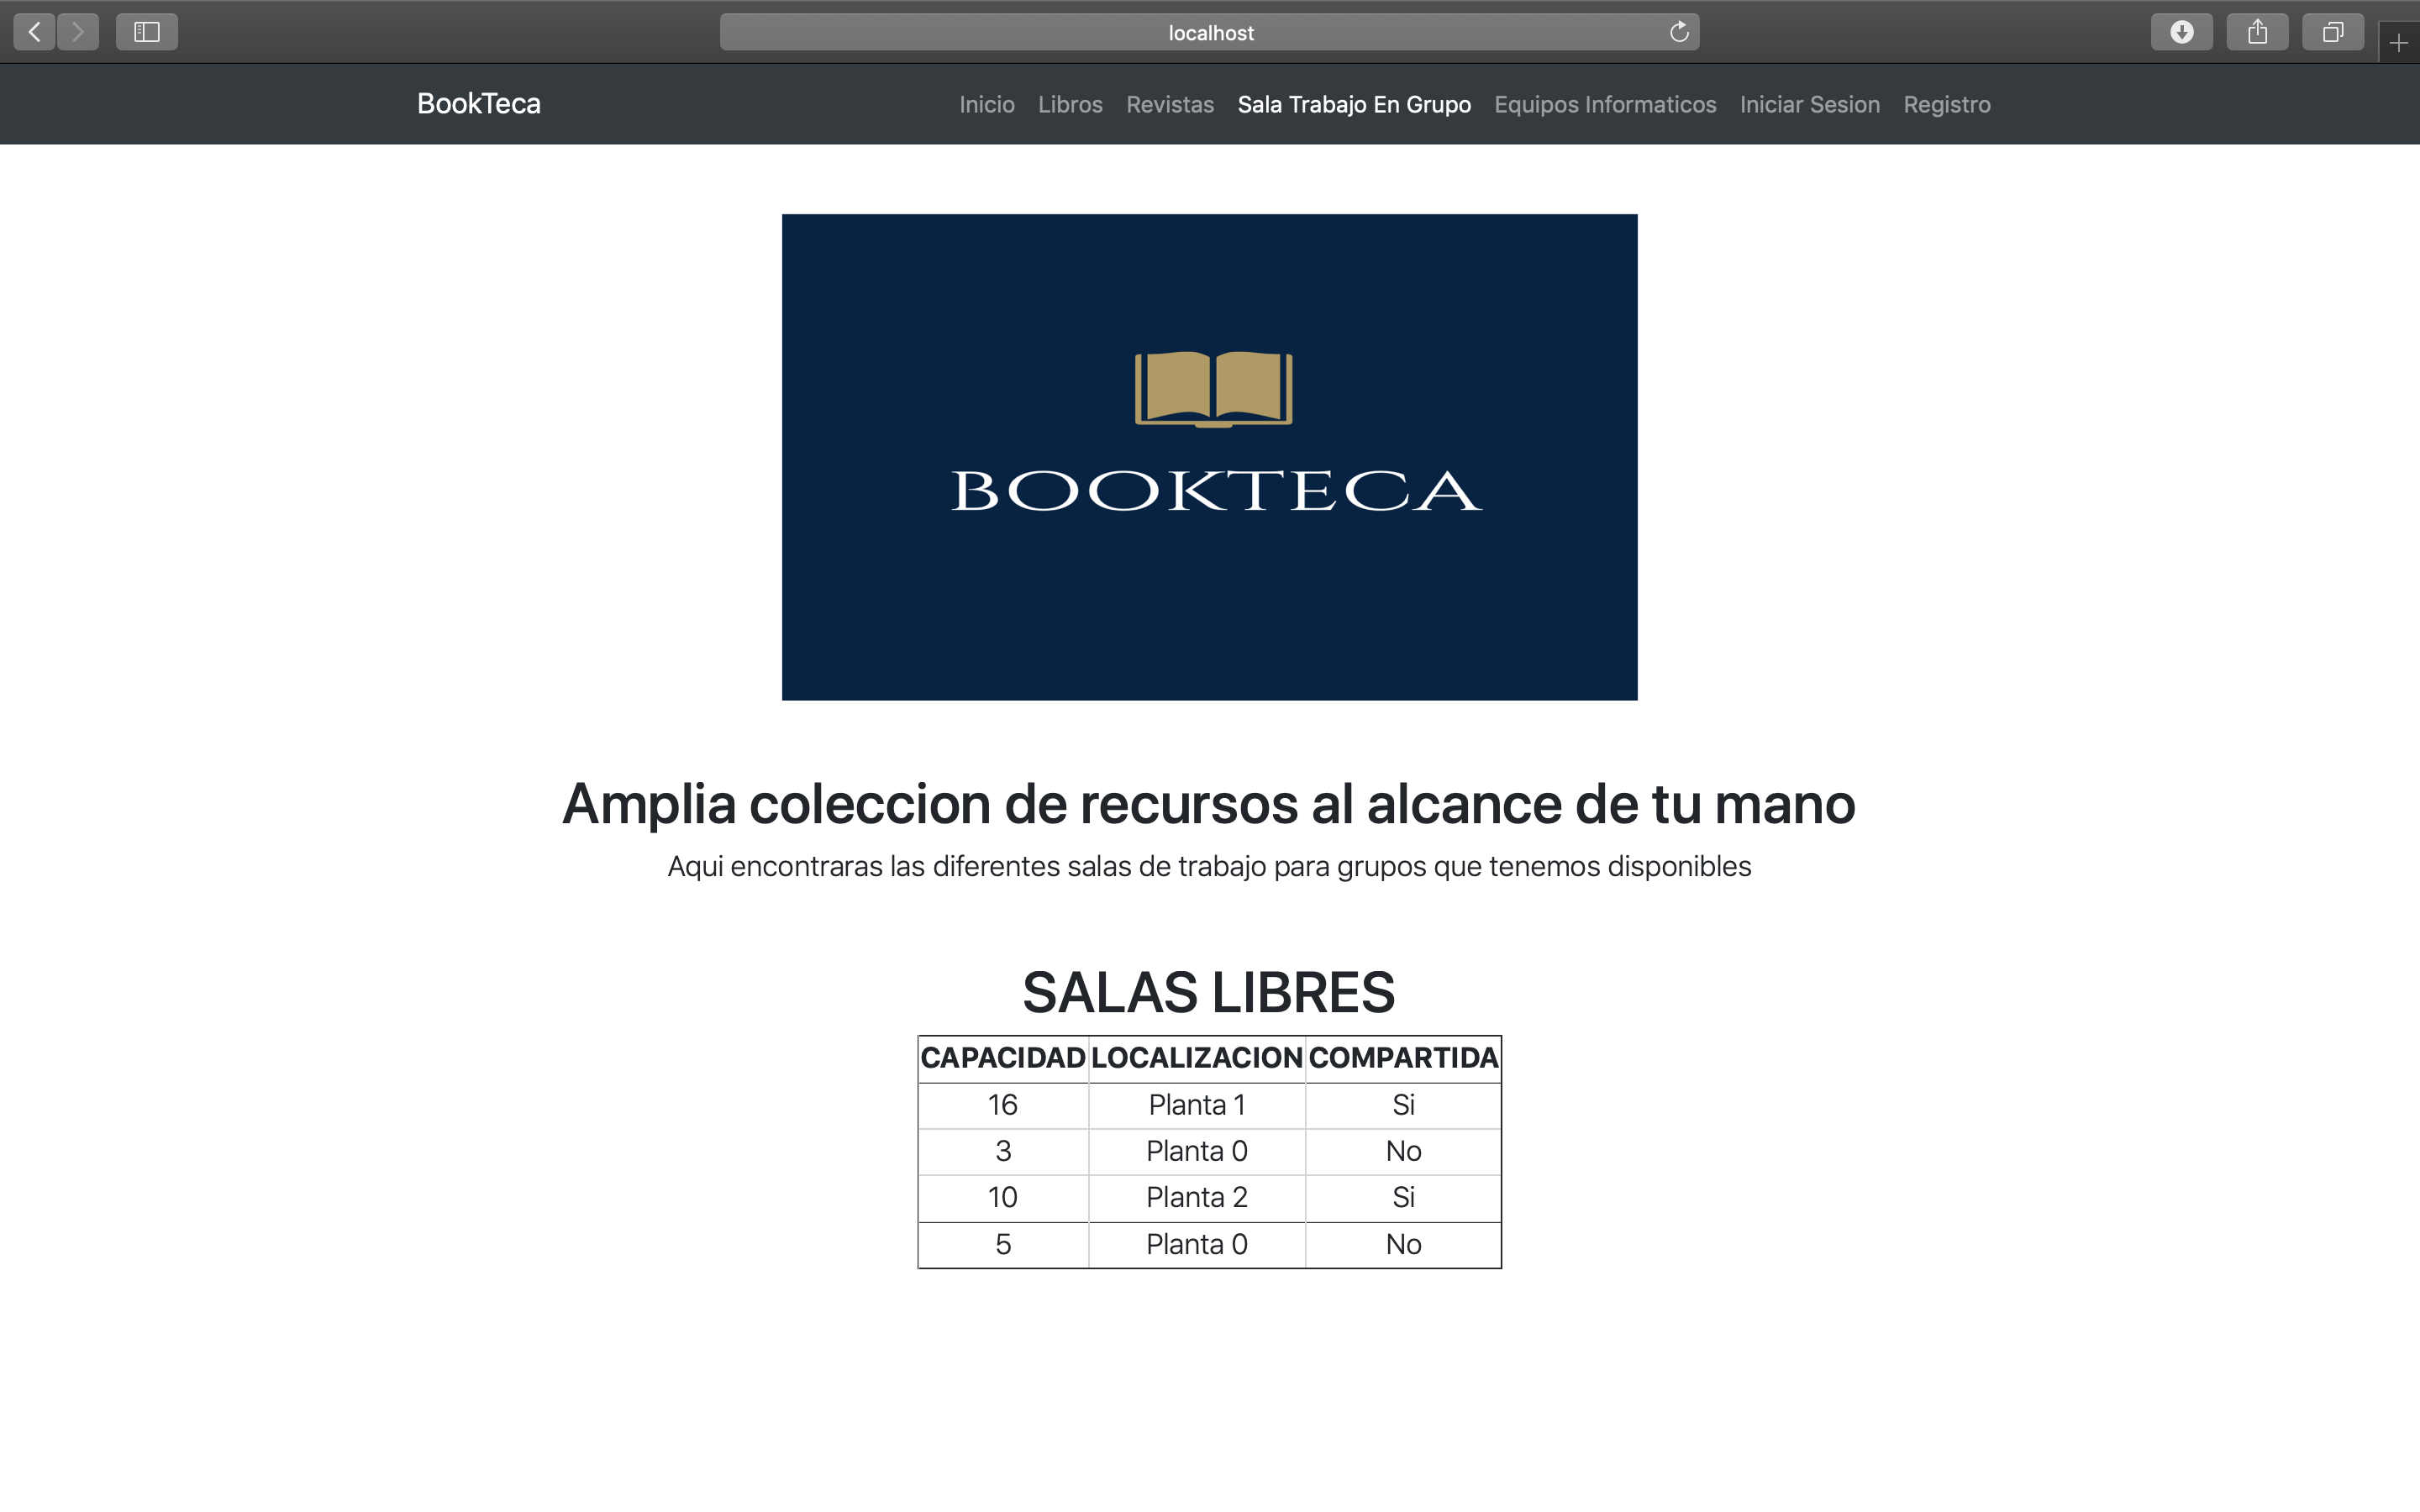 localhost
BookTeca Inicio Libros Revistas Sala Trabajo En Grupo Equipos Informaticos Iniciar Sesion Registro
BOOKTECA
Amplia coleccion de recursos al alcance de tu mano
Aqui encontraras las diferentes salas de trabajo para grupos que tenemos disponibles
SALAS LIBRES
CAPACIDAD LOCALIZACION COMPARTIDA
16 Planta 1 Si
3 Planta 0 No
10 Planta 2 Si
5 Planta 0 No